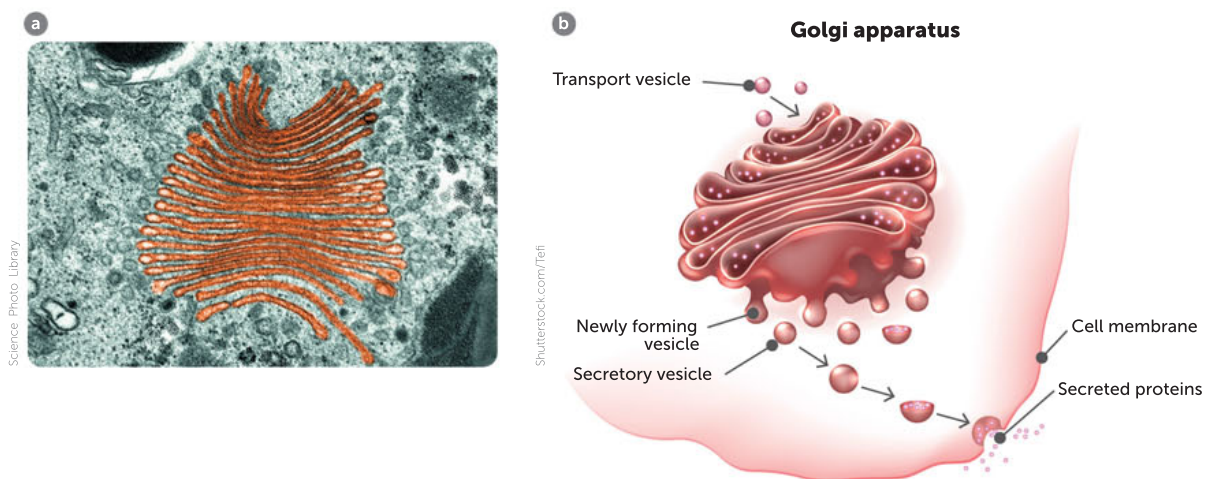 a
Science Photo Library
b
Golgi apparatus
Transport vesicle
Shutterstock.com/Tefi
Newly forming
vesicle
Secretory vesicle
Cell membrane
Secreted proteins